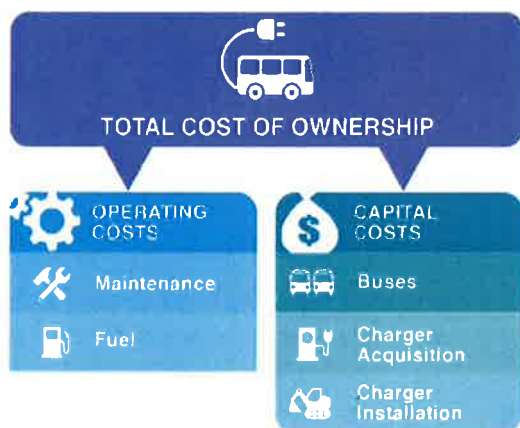 TOTAL COST OF OWNERSHIP
OPERATING
COSTS
Maintenance
Fuel
$
CAPITAL
COSTS
Buses
Charger
Acquisition
Charger
Installation